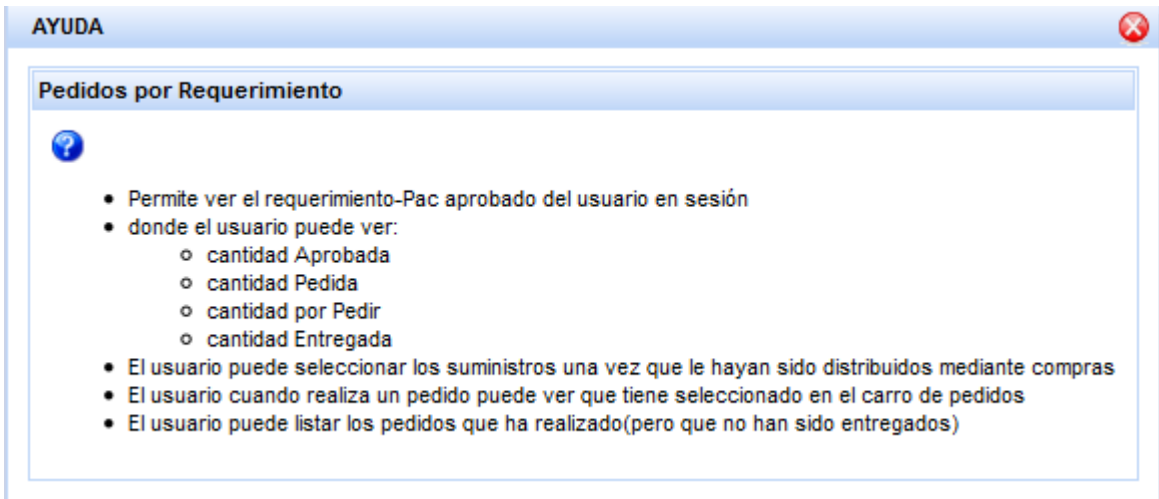 AYUDA
Pedidos por Requerimiento
• Permite ver el requerimiento-Pac aprobado del usuario en sesión
• donde el usuario puede ver:
o cantidad Aprobada
o cantidad Pedida
o cantidad por Pedir
o cantidad Entregada
• El usuario puede seleccionar los suministros una vez que le hayan sido distribuidos mediante compras
• El usuario cuando realiza un pedido puede ver que tiene seleccionado en el carro de pedidos
• El usuario puede listar los pedidos que ha realizado(pero que no han sido entregados)